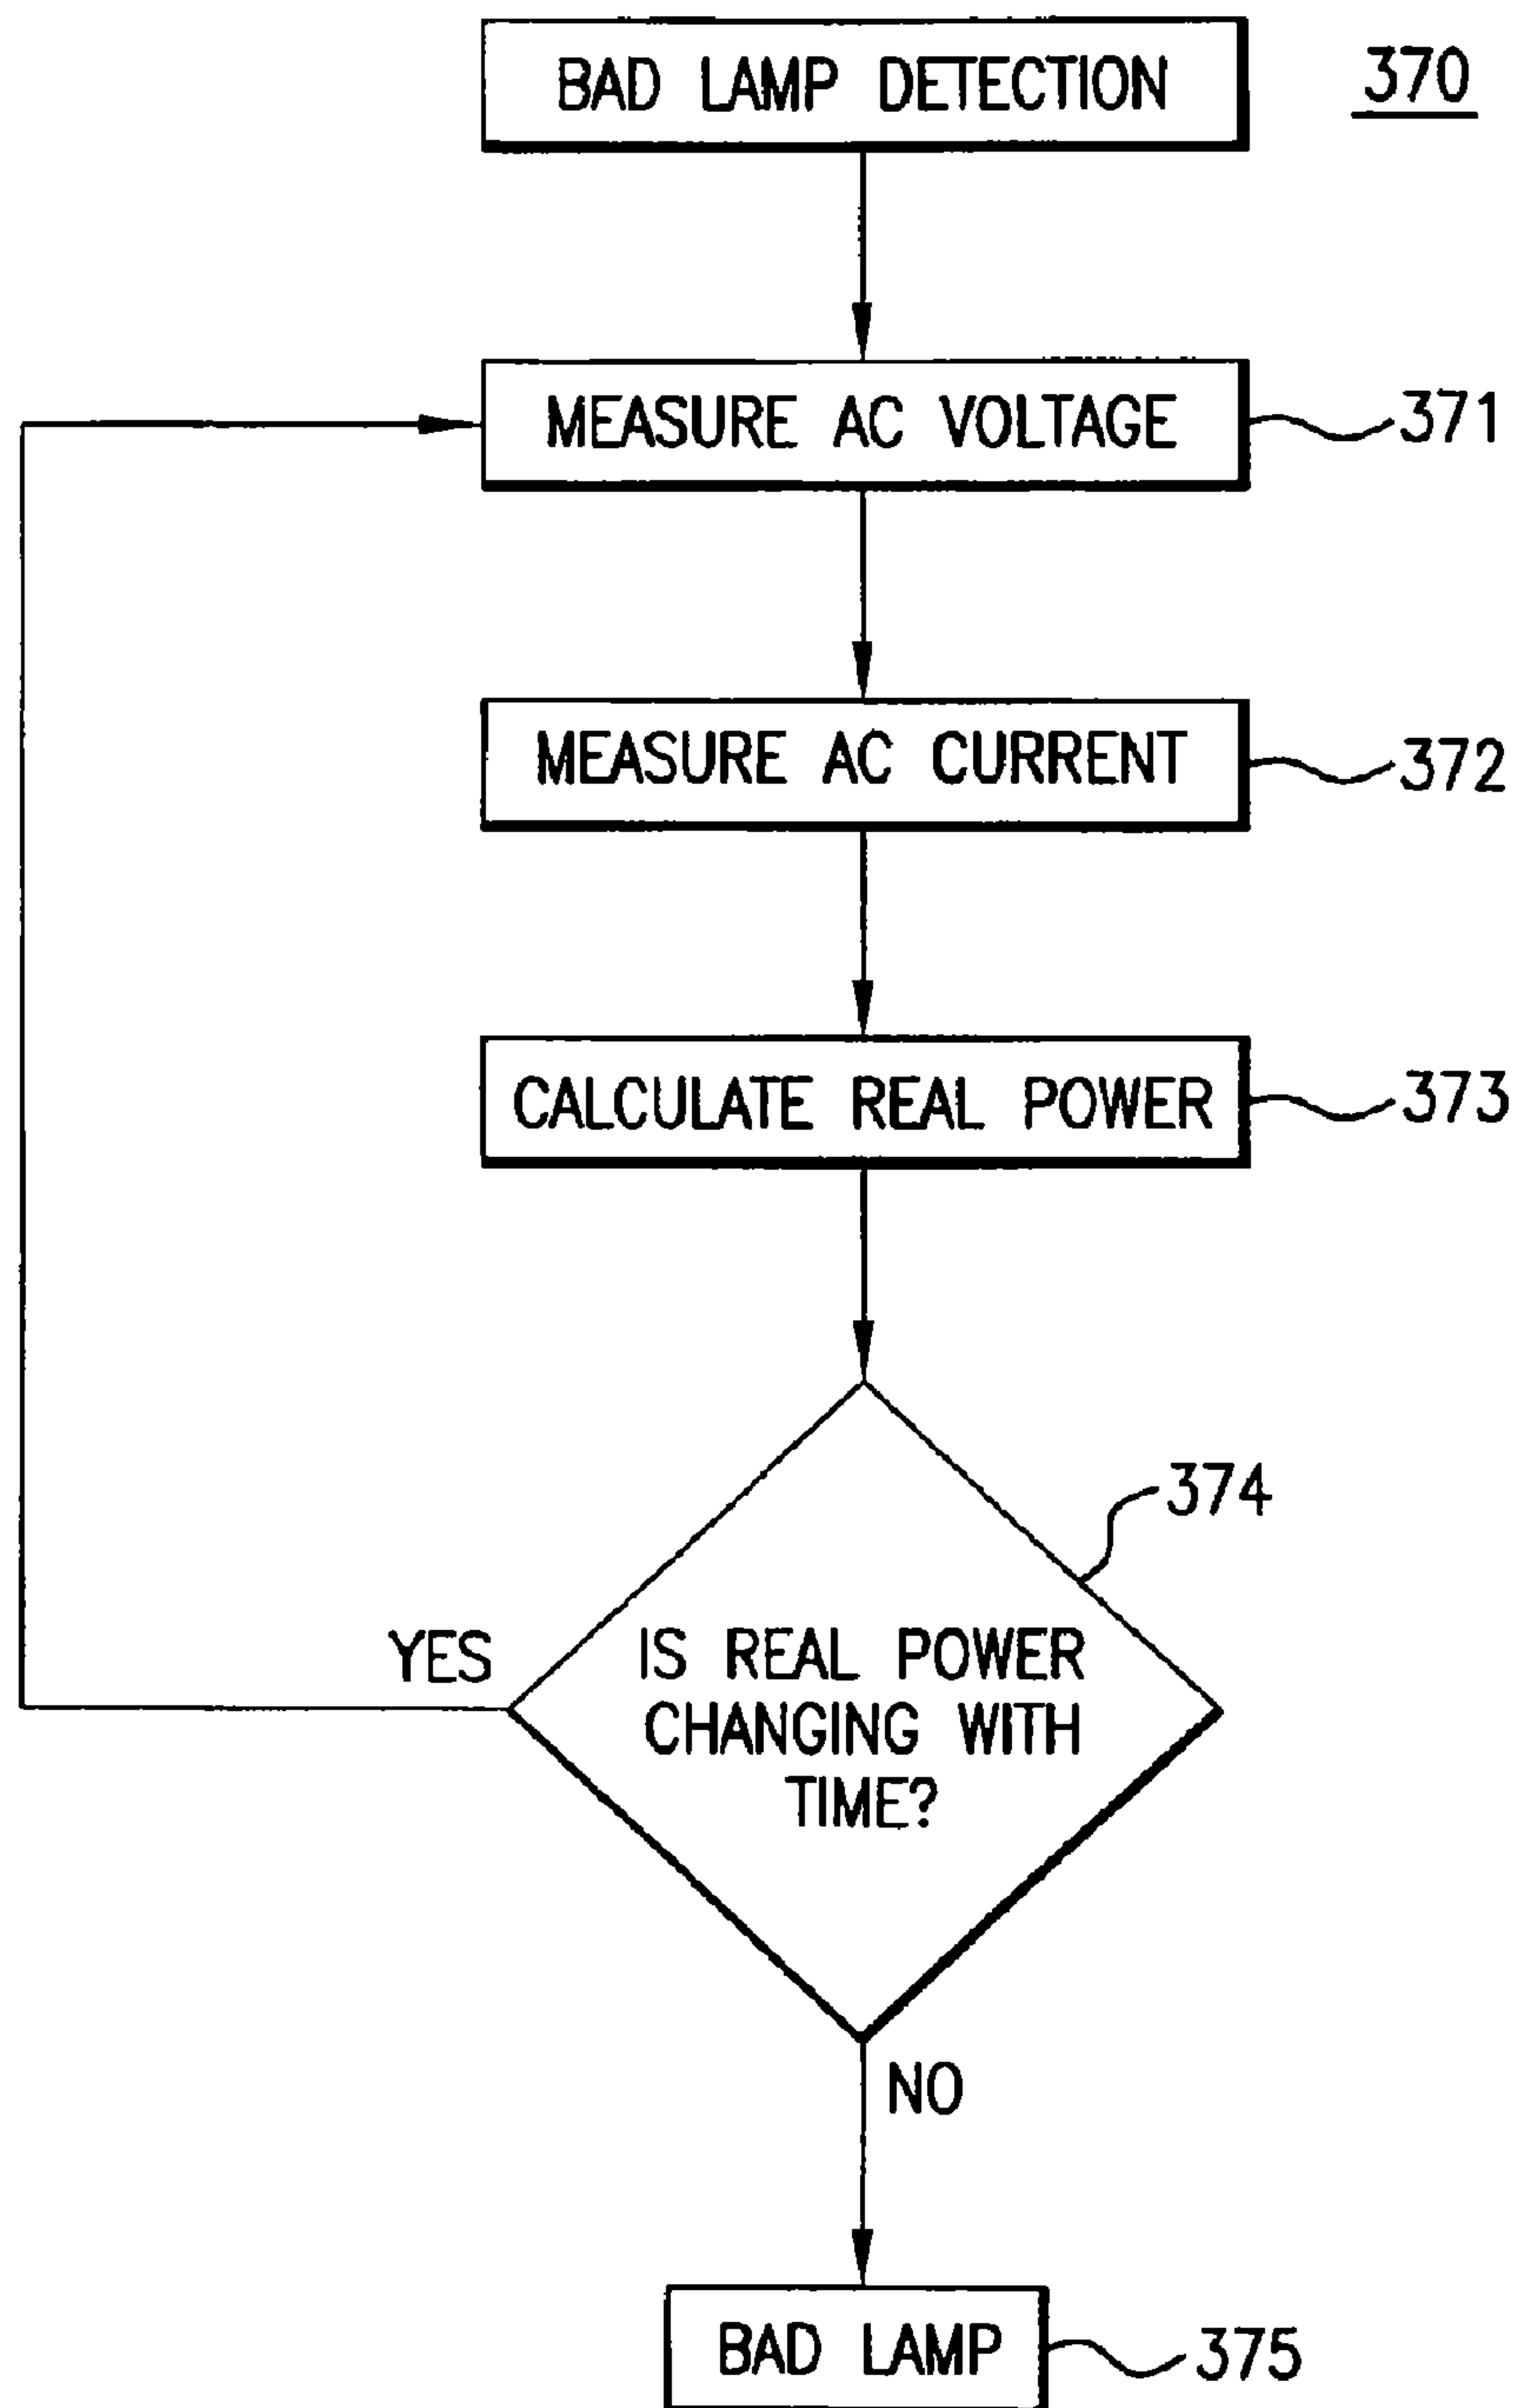 BAD LAMP DETECTION
370
MEASURE AC VOLTAGE
371
MEASURE AC CURRENT
372
CALCULATE REAL POWER
373
374
YES
IS REAL POWER
CHANGING WITH
TIME?
NO
BAD LAMP
375